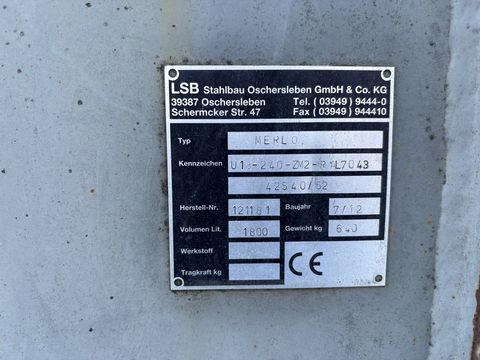 LSB Stahlbau Oschersleben GmbH & Co. KG
39387 Oschersleben Tel. ( 03949 ) 9444-0
Schermcker Str. 47 Fax ( 03949 ) 944410
Typ MERLO
Kennzeichen
42540/52
Herstell-Nr. 121181 Baujahr 7/12
Volumen Lit. 1800 Gewicht kg 640
Werkstoff
Tragkraft kg CE